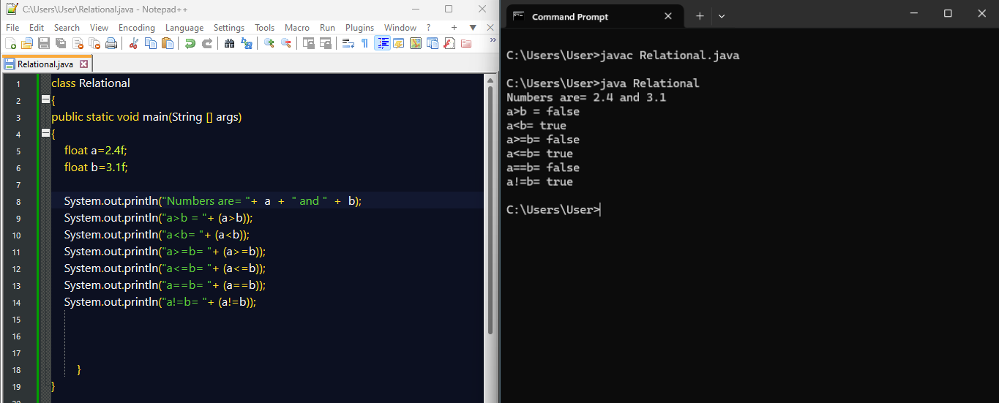 C:\Users\User\Relational.java - Notepad++
File Edit Search View Encoding Language Settings Tools Macro Run Plugins Window ? + ▼ ✕
»
Relational.java
1 class Relational
2 {
3 public static void main(String [] args)
4 {
5 float a=2.4f;
6 float b=3.1f;
7
8 System.out.println("Numbers are= "+ a + " and " + b);
9 System.out.println("a>b = "+ (a>b));
10 System.out.println("a<b= "+ (a<b));
11 System.out.println("a>=b= "+ (a>=b));
12 System.out.println("a<=b= "+ (a<=b));
13 System.out.println("a==b= "+ (a==b));
14 System.out.println("a!=b= "+ (a!=b));
15
16
17
18 }
19 }
Command Prompt
C:\Users\User>javac Relational.java
C:\Users\User>java Relational
Numbers are= 2.4 and 3.1
a>b = false
a<b= true
a>=b= false
a<=b= true
a==b= false
a!=b= true
C:\Users\User>